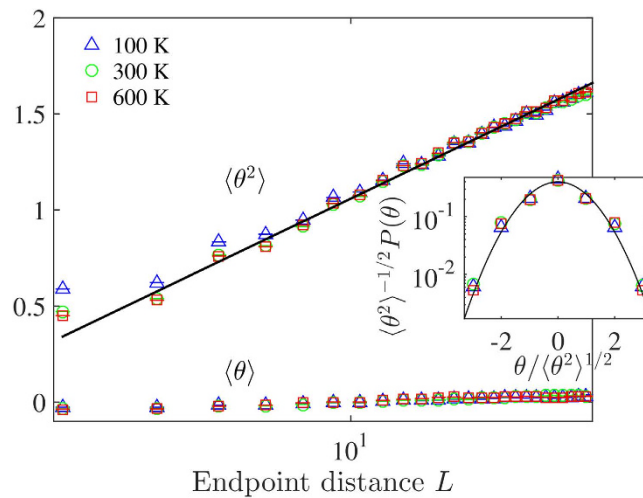 2
100 K
300 K
600 K
1.5
⟨θ²⟩
1
0.5
⟨θ⟩
0
10¹
Endpoint distance L
⟨θ²⟩⁻¹/² P(θ)
10⁻¹
10⁻²
-2 0 2
θ/⟨θ²⟩¹/²